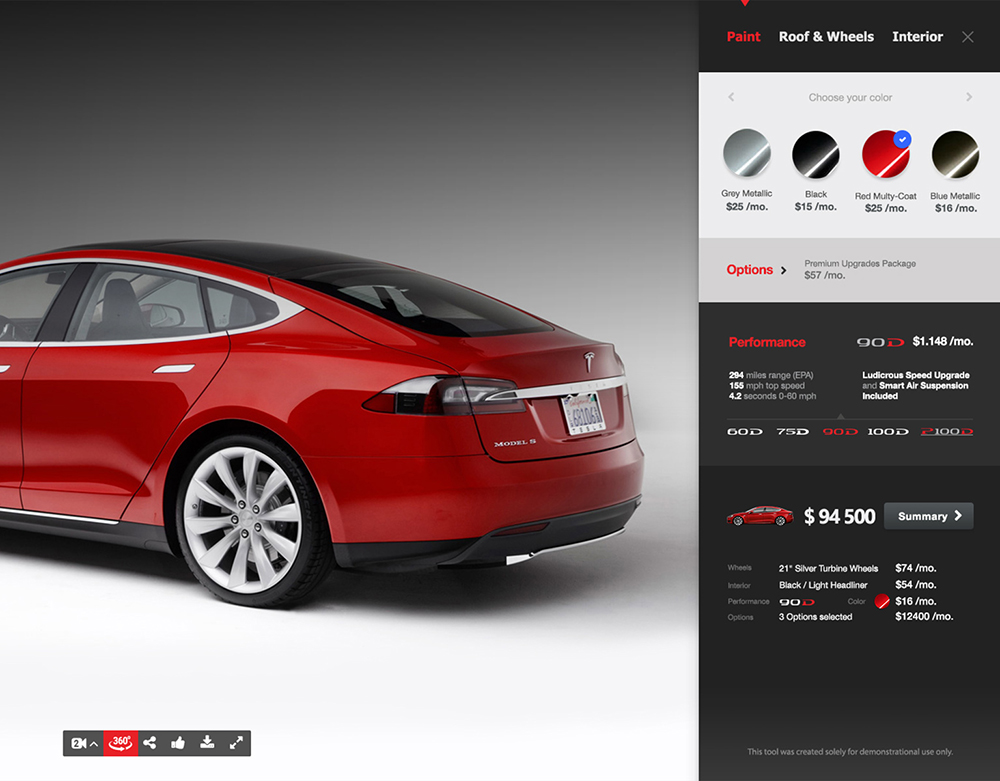 Paint Roof & Wheels Interior
Choose your color
Grey Metallic Black Red Multy-Coat Blue Metallic
$25 /mo. $15 /mo. $25 /mo. $16 /mo.
Options Premium Upgrades Package
$57 /mo.
Performance 90D $1.148 /mo.
294 miles range (EPA)
155 mph top speed
4.2 seconds 0-60 mph
Ludicrous Speed Upgrade
and Smart Air Suspension
Included
60D 75D 90D 100D P100D
$ 94 500 Summary
Wheels 21" Silver Turbine Wheels $74 /mo.
Interior Black / Light Headliner $54 /mo.
Performance 90D Color $16 /mo.
Options 3 Options selected $12400 /mo.
MODEL S
TESLA
2 360°
This tool was created solely for demonstrational use only.